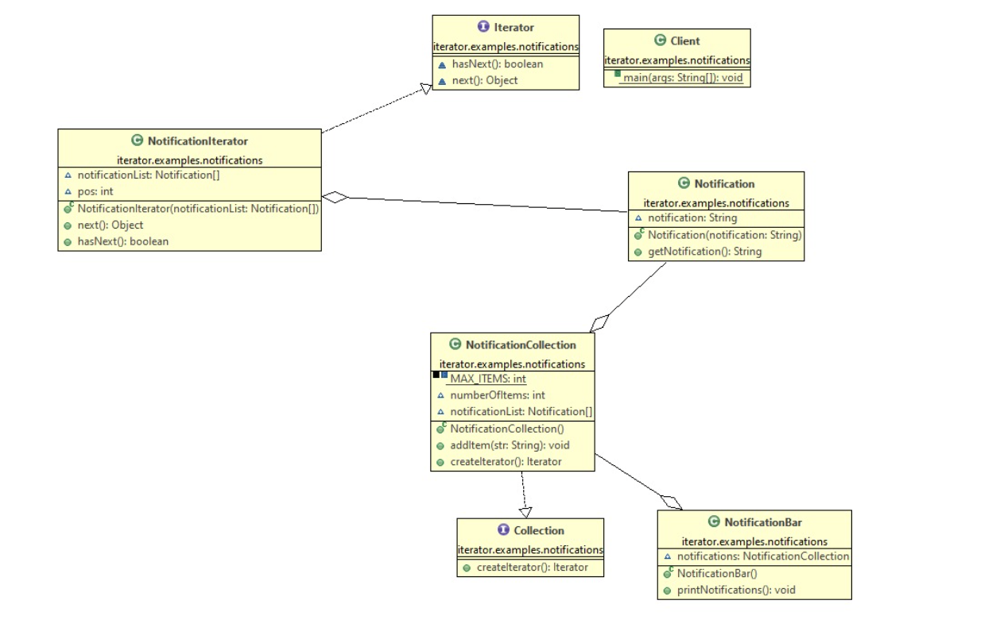 I Iterator
iterator.examples.notifications
hasNext(): boolean
next(): Object
C Client
iterator.examples.notifications
main(args: String[]): void
C NotificationIterator
iterator.examples.notifications
notificationList: Notification[]
pos: int
C NotificationIterator(notificationList: Notification[])
next(): Object
hasNext(): boolean
C Notification
iterator.examples.notifications
notification: String
C Notification(notification: String)
getNotification(): String
C NotificationCollection
iterator.examples.notifications
MAX_ITEMS: int
numberOfItems: int
notificationList: Notification[]
C NotificationCollection()
addItem(str: String): void
createIterator(): Iterator
I Collection
iterator.examples.notifications
createIterator(): Iterator
C NotificationBar
iterator.examples.notifications
notifications: NotificationCollection
C NotificationBar()
printNotifications(): void